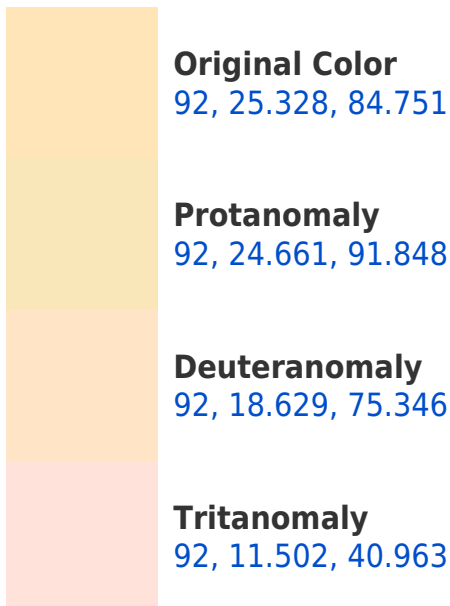 Original Color
92, 25.328, 84.751
Protanomaly
92, 24.661, 91.848
Deuteranomaly
92, 18.629, 75.346
Tritanomaly
92, 11.502, 40.963